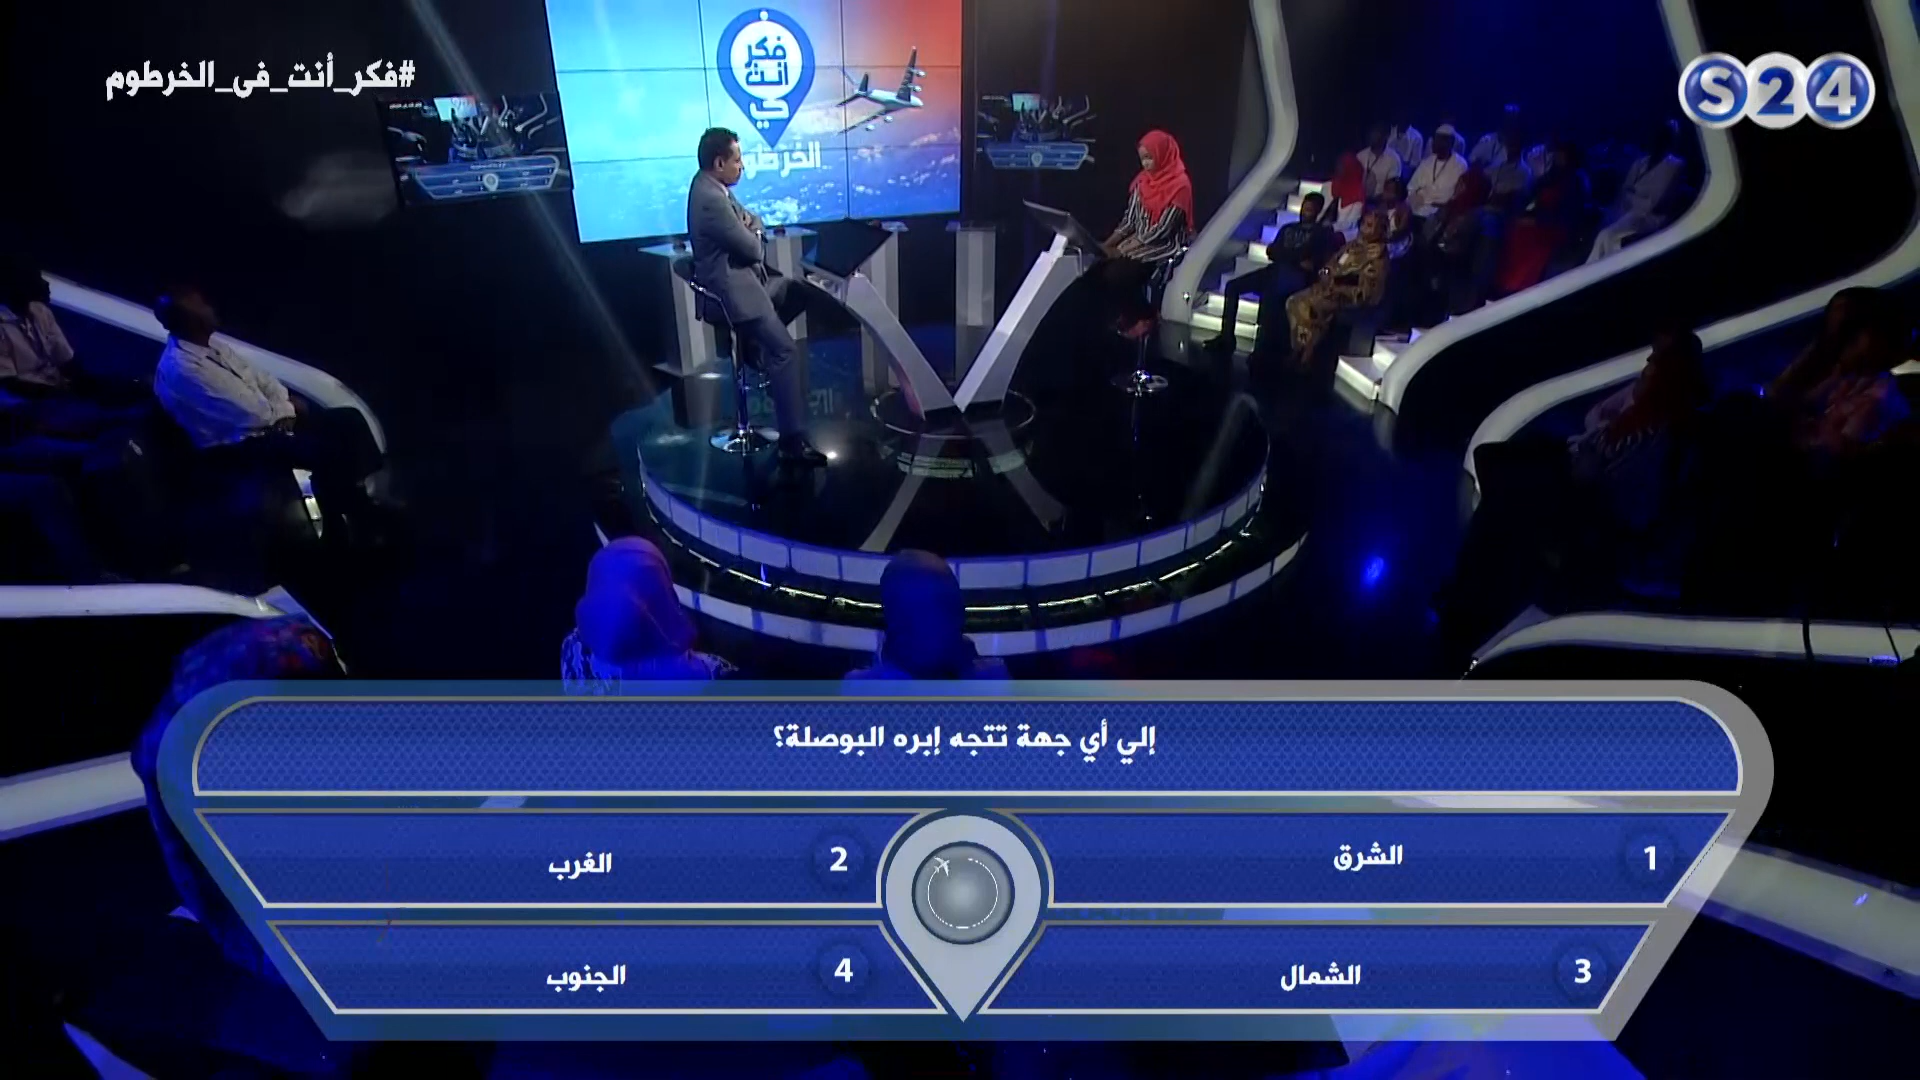 #فكر_أنت_فى_الخرطوم
S24
فكر
انت
في
الخرطوم
إلي أي جهة تتجه إبره البوصلة؟
1 الشرق
2 الغرب
3 الشمال
4 الجنوب